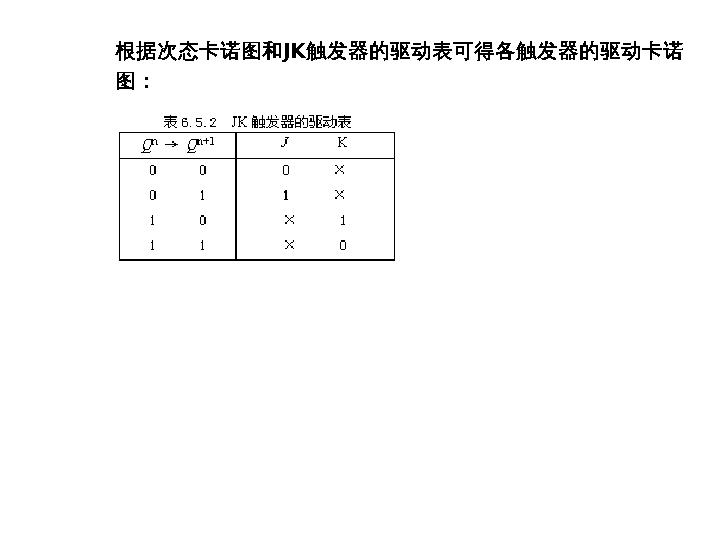 根据次态卡诺图和JK触发器的驱动表可得各触发器的驱动卡诺
图：
表 6.5.2 JK 触发器的驱动表
Qⁿ → Qⁿ⁺¹ J K
0 0 0 ×
0 1 1 ×
1 0 × 1
1 1 × 0